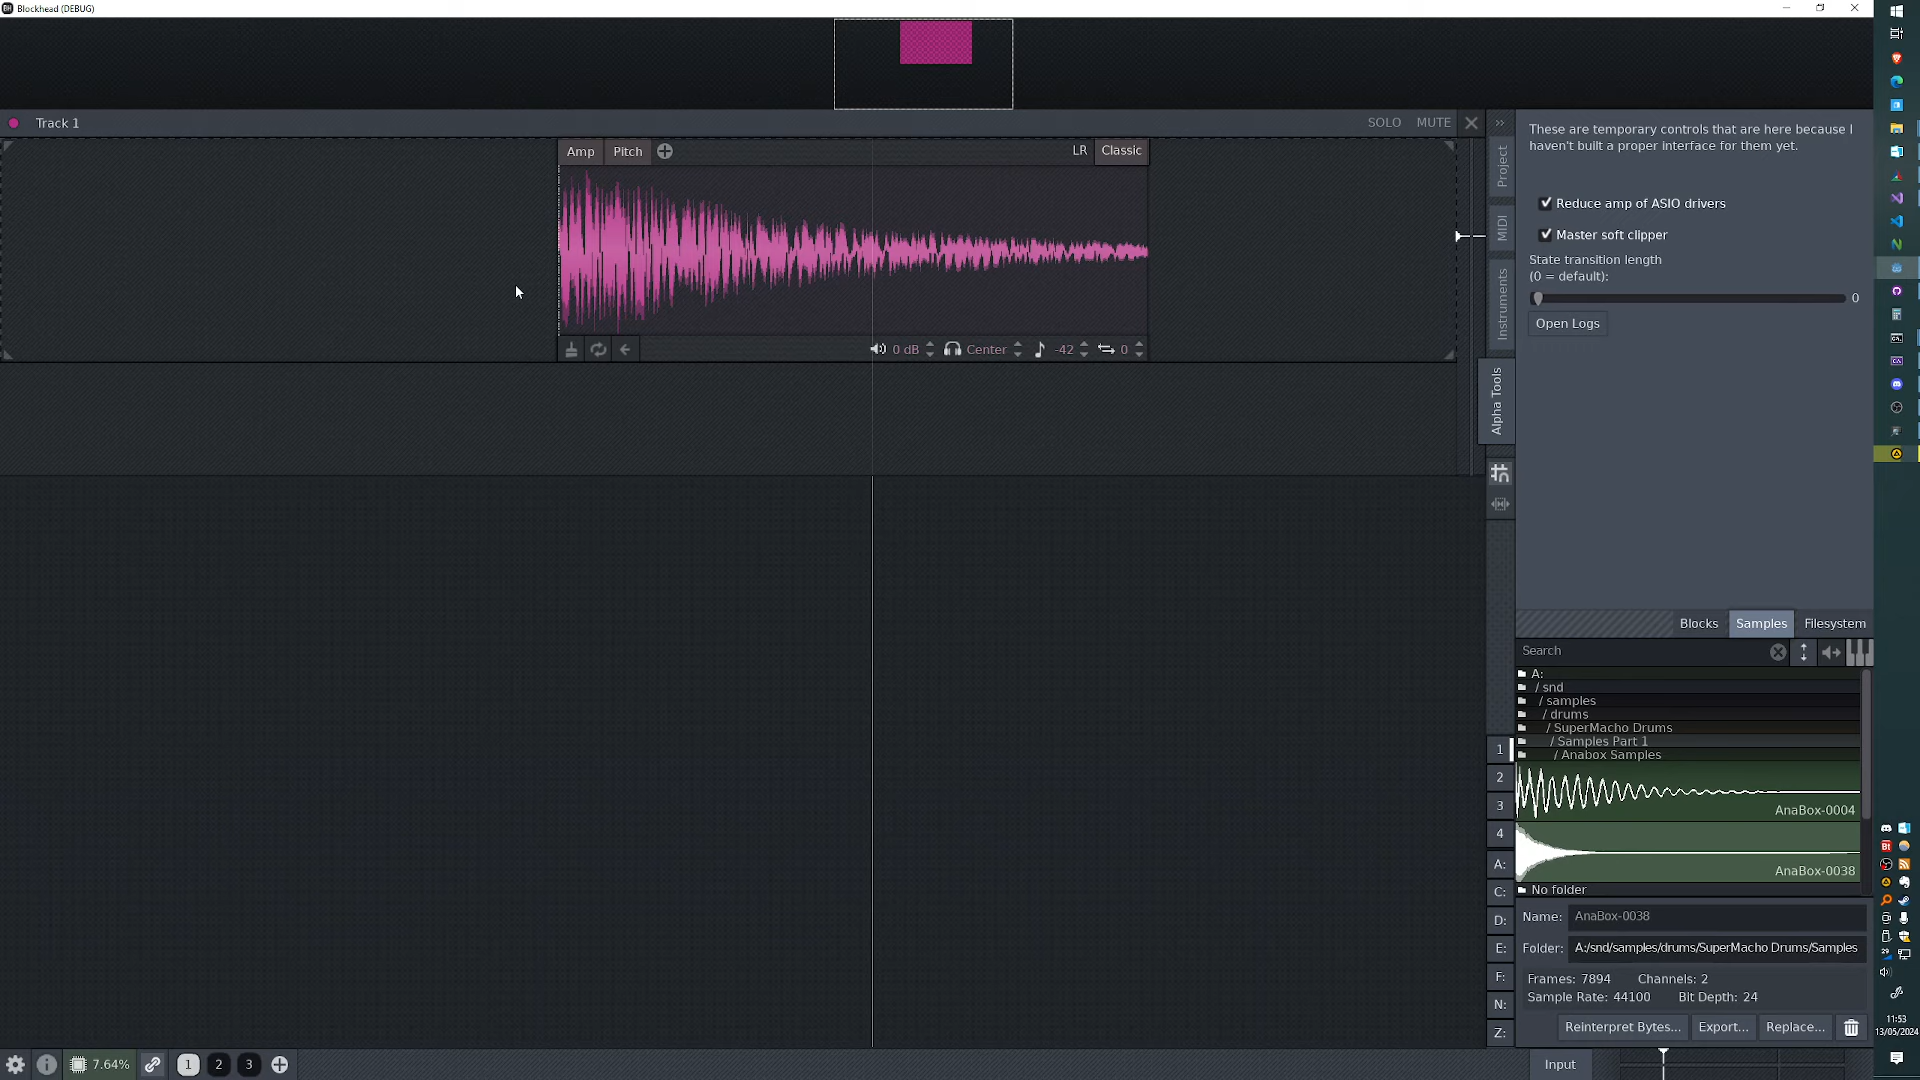 Blockhead (DEBUG)
Track 1
SOLO MUTE
Amp Pitch
LR Classic
0 dB Center -42 0
Project
MIDI
Instruments
Alpha Tools
These are temporary controls that are here because I
haven't built a proper interface for them yet.
Reduce amp of ASIO drivers
Master soft clipper
State transition length
(0 = default):
0
Open Logs
Blocks Samples Filesystem
Search
A:
/ snd
/ samples
/ drums
/ SuperMacho Drums
/ Samples Part 1
/ Anabox Samples
AnaBox-0004
AnaBox-0038
No folder
1
2
3
4
A:
C:
D:
E:
F:
N:
Z:
Name: AnaBox-0038
Folder: A:/snd/samples/drums/SuperMacho Drums/Samples
Frames: 7894 Channels: 2
Sample Rate: 44100 Bit Depth: 24
Reinterpret Bytes... Export... Replace...
7.64% 1 2 3
Input
11:53
13/05/2024